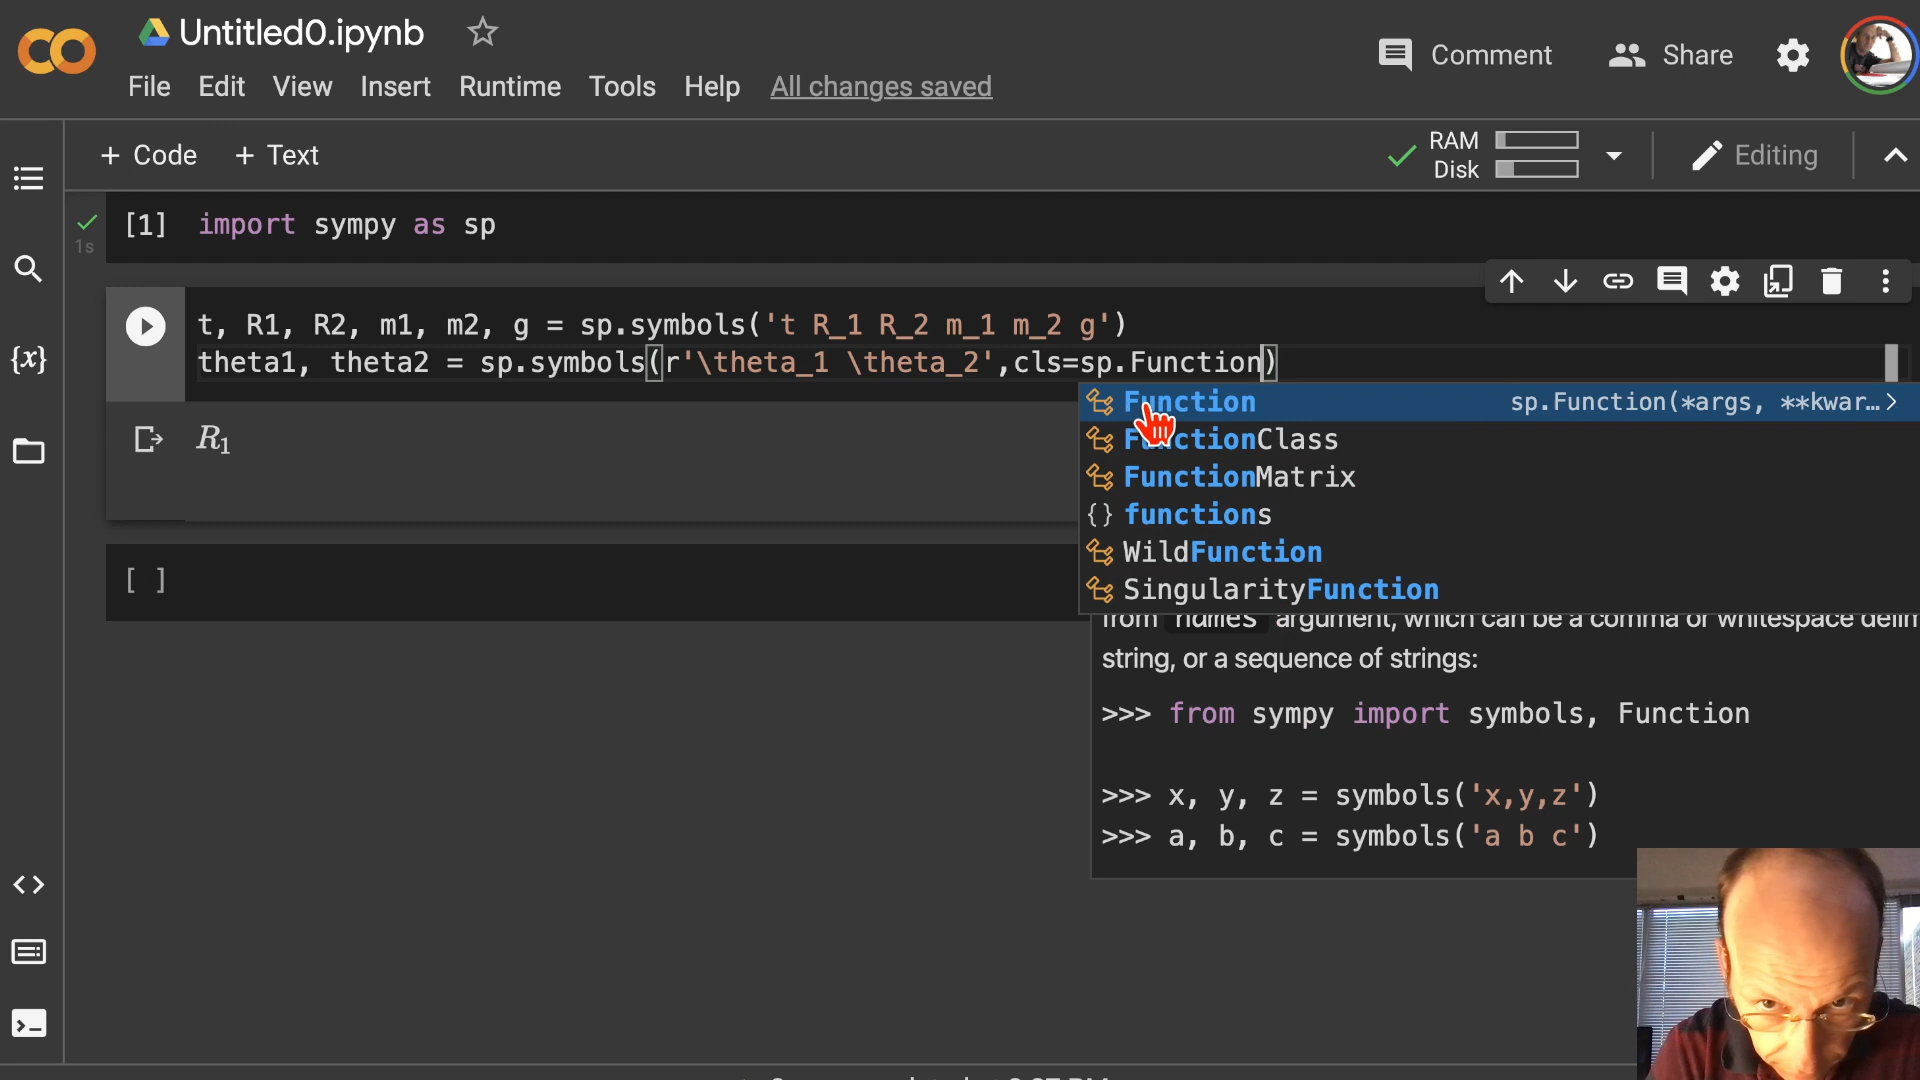 Untitled0.ipynb
Comment
Share
File Edit View Insert Runtime Tools Help All changes saved
+ Code + Text
RAM
Disk
Editing
[1] import sympy as sp
1s
t, R1, R2, m1, m2, g = sp.symbols('t R_1 R_2 m_1 m_2 g')
theta1, theta2 = sp.symbols(r'\theta_1 \theta_2',cls=sp.Function)
{x}
Function sp.Function(*args, **kwar…
R1
FunctionClass
FunctionMatrix
{} functions
WildFunction
[ ]
SingularityFunction
from names argument, which can be a comma or whitespace delim
string, or a sequence of strings:
>>> from sympy import symbols, Function
>>> x, y, z = symbols('x,y,z')
>>> a, b, c = symbols('a b c')